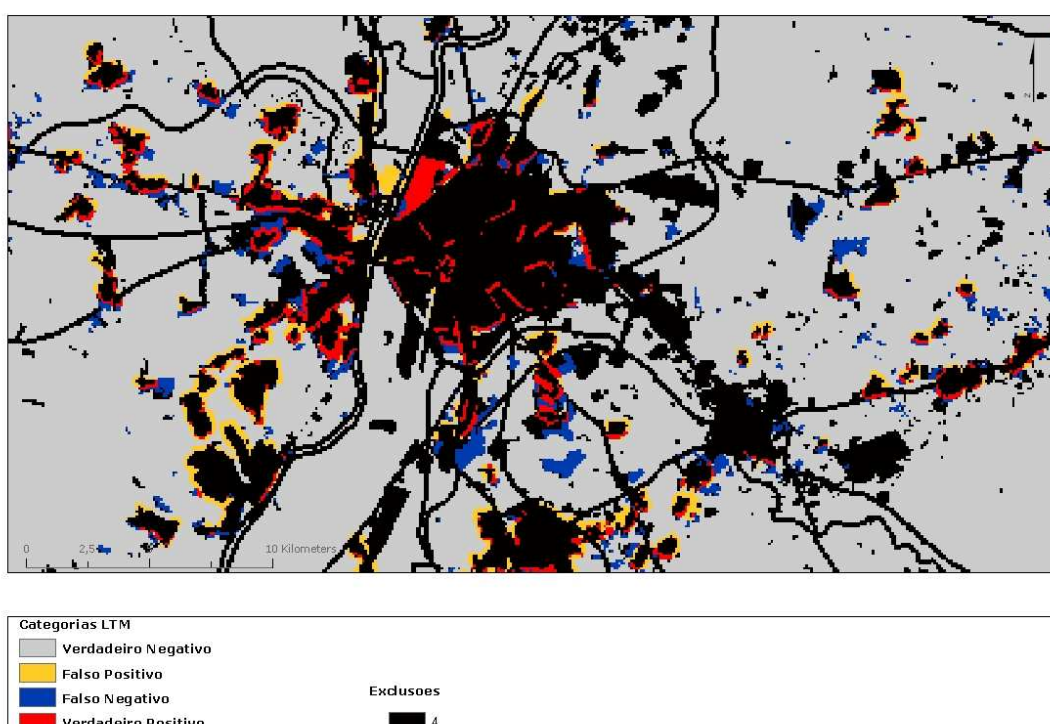 0 2,5 10 Kilometers
Categorias LTM
Verdadeiro Negativo
Falso Positivo
Falso Negativo
Verdadeiro Positivo
Exclusoes
4